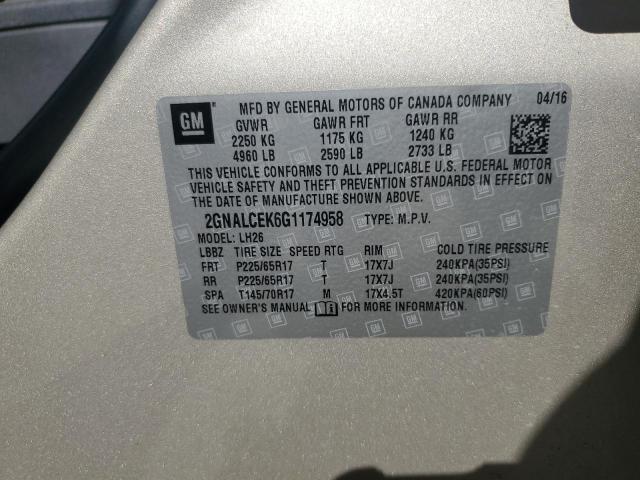 GM
MFD BY GENERAL MOTORS OF CANADA COMPANY 04/16
GVWR GAWR FRT GAWR RR
2250 KG 1175 KG 1240 KG
4960 LB 2590 LB 2733 LB
THIS VEHICLE CONFORMS TO ALL APPLICABLE U.S. FEDERAL MOTOR
VEHICLE SAFETY AND THEFT PREVENTION STANDARDS IN EFFECT ON
THE DATE OF MANUFACTURE SHOWN ABOVE.
2GNALCEK6G1174958 TYPE: M.P.V.
MODEL: LH26
LBBZ TIRE SIZE SPEED RTG RIM COLD TIRE PRESSURE
FRT P225/65R17 T 17X7J 240KPA(35PSI)
RR P225/65R17 T 17X7J 240KPA(35PSI)
SPA T145/70R17 M 17X4.5T 420KPA(60PSI)
SEE OWNER'S MANUAL FOR MORE INFORMATION